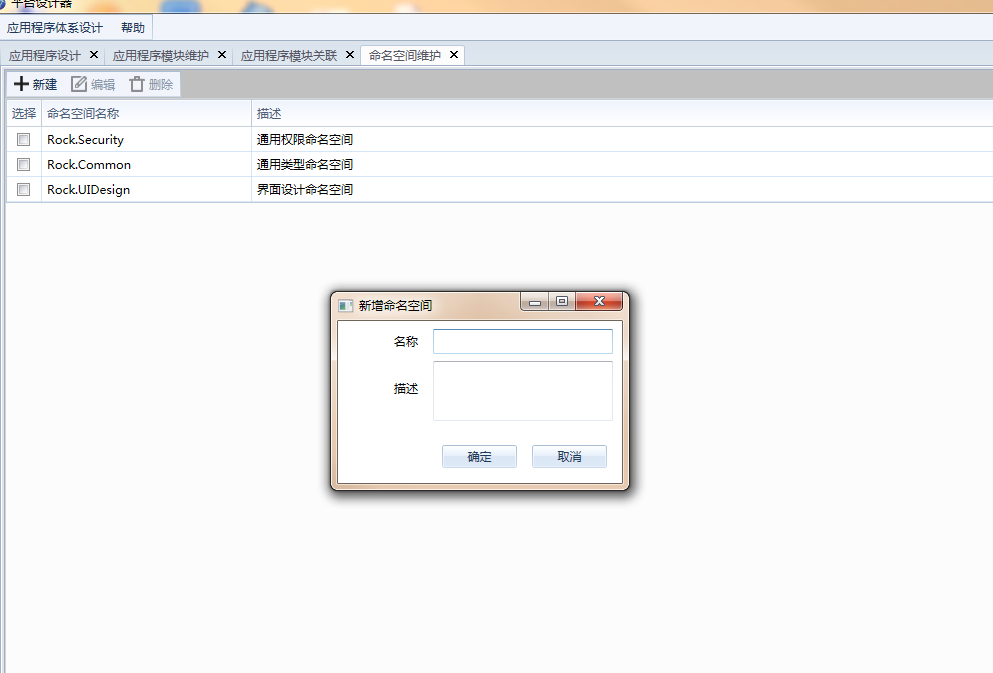 平台设计器
应用程序体系设计 帮助
应用程序设计 应用程序模块维护 应用程序模块关联 命名空间维护
新建 编辑 删除
选择 命名空间名称 描述
Rock.Security 通用权限命名空间
Rock.Common 通用类型命名空间
Rock.UIDesign 界面设计命名空间
新增命名空间
名称
描述
确定 取消